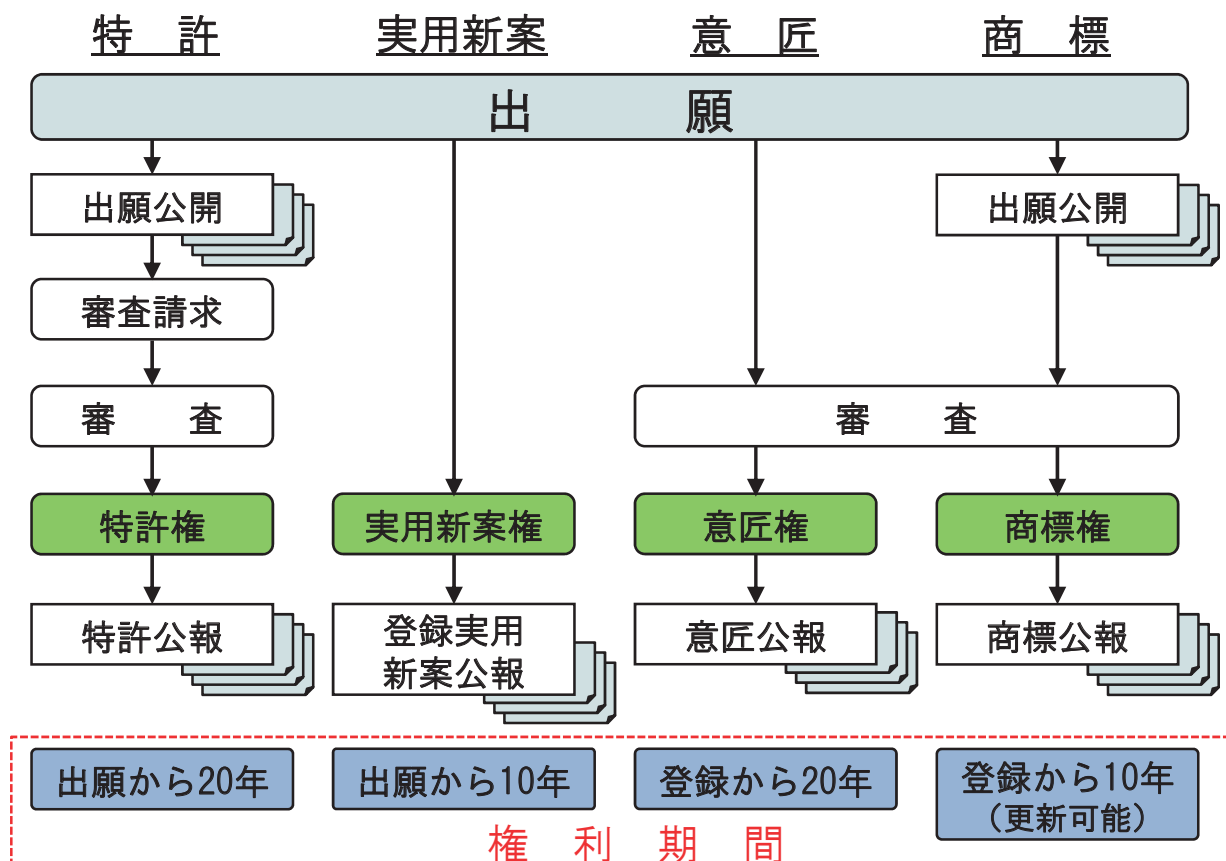 特　許　実用新案　意　匠　商　標
出　願
出願公開　出願公開
審査請求
審　査　審　査
特許権　実用新案権　意匠権　商標権
特許公報　登録実用　意匠公報　商標公報
新案公報
出願から20年　出願から10年　登録から20年　登録から10年
（更新可能）
権　利　期　間